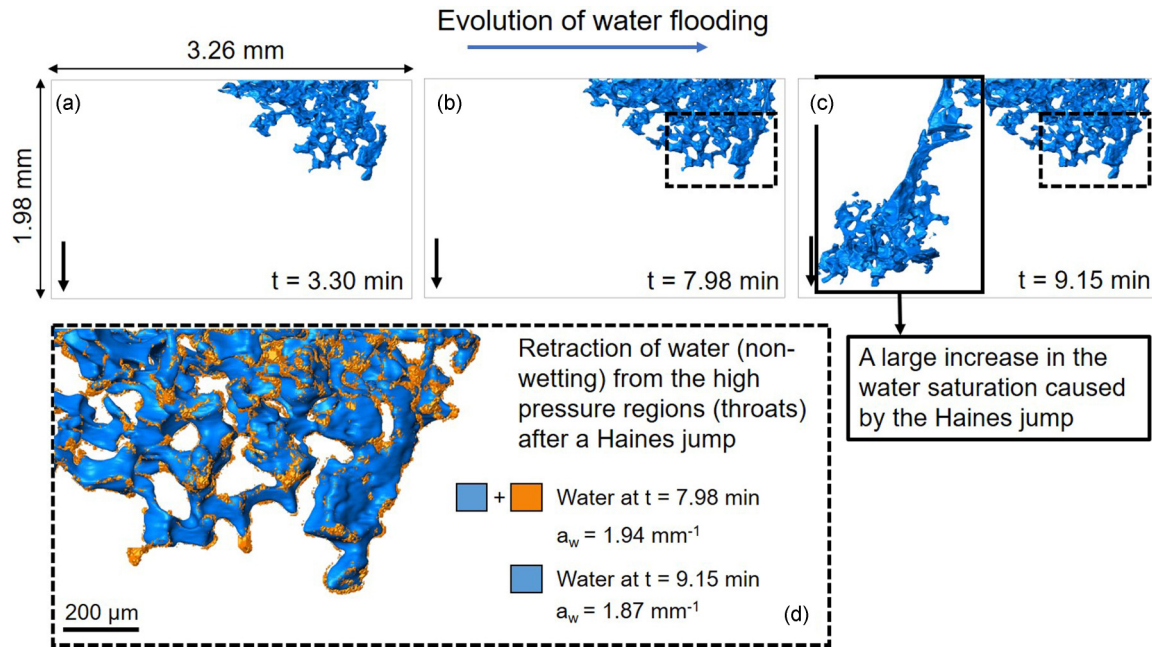 Evolution of water flooding
3.26 mm
1.98 mm
(a)
t = 3.30 min
(b)
t = 7.98 min
(c)
t = 9.15 min
A large increase in the
water saturation caused
by the Haines jump
Retraction of water (non-
wetting) from the high
pressure regions (throats)
after a Haines jump
+ Water at t = 7.98 min
a_w = 1.94 mm⁻¹
Water at t = 9.15 min
a_w = 1.87 mm⁻¹
(d)
200 µm